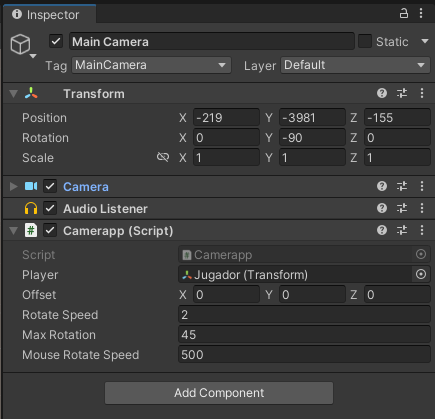 Inspector
Main Camera Static
Tag MainCamera Layer Default
Transform
Position X -219 Y -3981 Z -155
Rotation X 0 Y -90 Z 0
Scale X 1 Y 1 Z 1
Camera
Audio Listener
# Camerapp (Script)
Script # Camerapp
Player Jugador (Transform)
Offset X 0 Y 0 Z 0
Rotate Speed 2
Max Rotation 45
Mouse Rotate Speed 500
Add Component